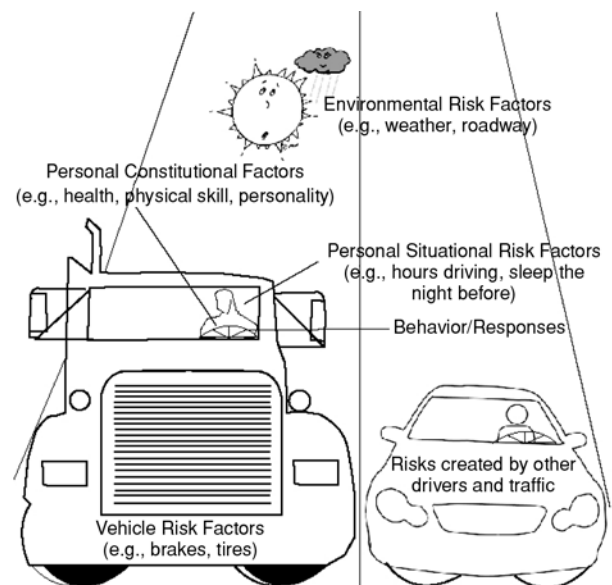 Environmental Risk Factors
(e.g., weather, roadway)
Personal Constitutional Factors
(e.g., health, physical skill, personality)
Personal Situational Risk Factors
(e.g., hours driving, sleep the
night before)
Behavior/Responses
Risks created by other
drivers and traffic
Vehicle Risk Factors
(e.g., brakes, tires)